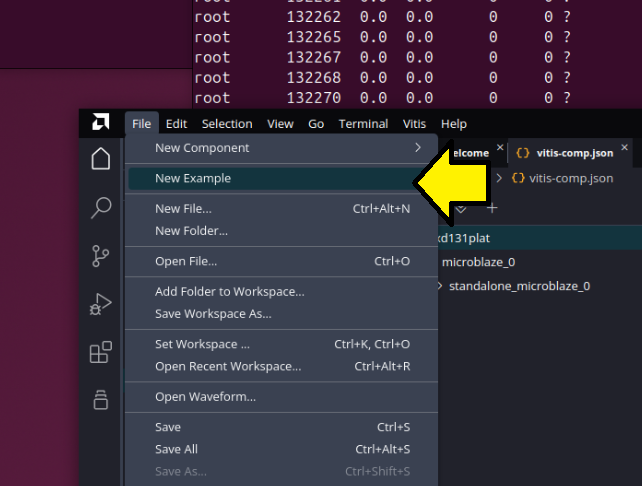 root 132262 0.0 0.0 0 0 ?
root 132265 0.0 0.0 0 0 ?
root 132267 0.0 0.0 0 0 ?
root 132268 0.0 0.0 0 0 ?
root 132270 0.0 0.0 0 0 ?
File Edit Selection View Go Terminal Vitis Help
New Component
elcome vitis-comp.json
New Example
{} vitis-comp.json
New File... Ctrl+Alt+N
New Folder...
xd131plat
Open File... Ctrl+O
microblaze_0
Add Folder to Workspace...
standalone_microblaze_0
Save Workspace As...
Set Workspace ... Ctrl+K, Ctrl+O
Open Recent Workspace... Ctrl+Alt+R
Open Waveform...
Save Ctrl+S
Save All Ctrl+Alt+S
Save As... Ctrl+Shift+S